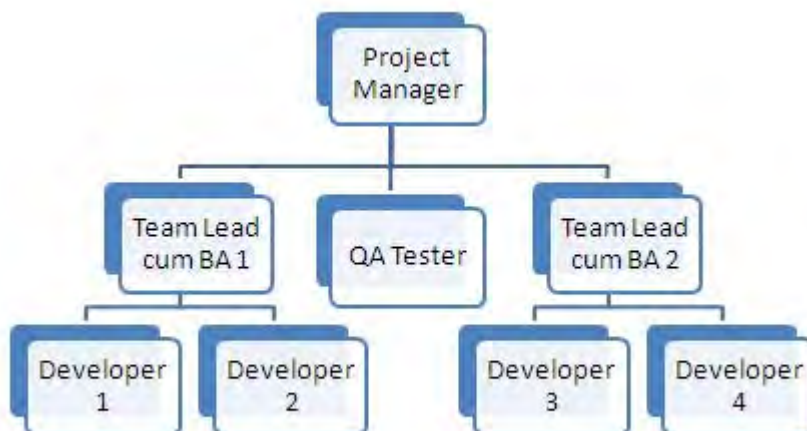 Project
Manager
Team Lead
cum BA 1
QA Tester
Team Lead
cum BA 2
Developer
1
Developer
2
Developer
3
Developer
4